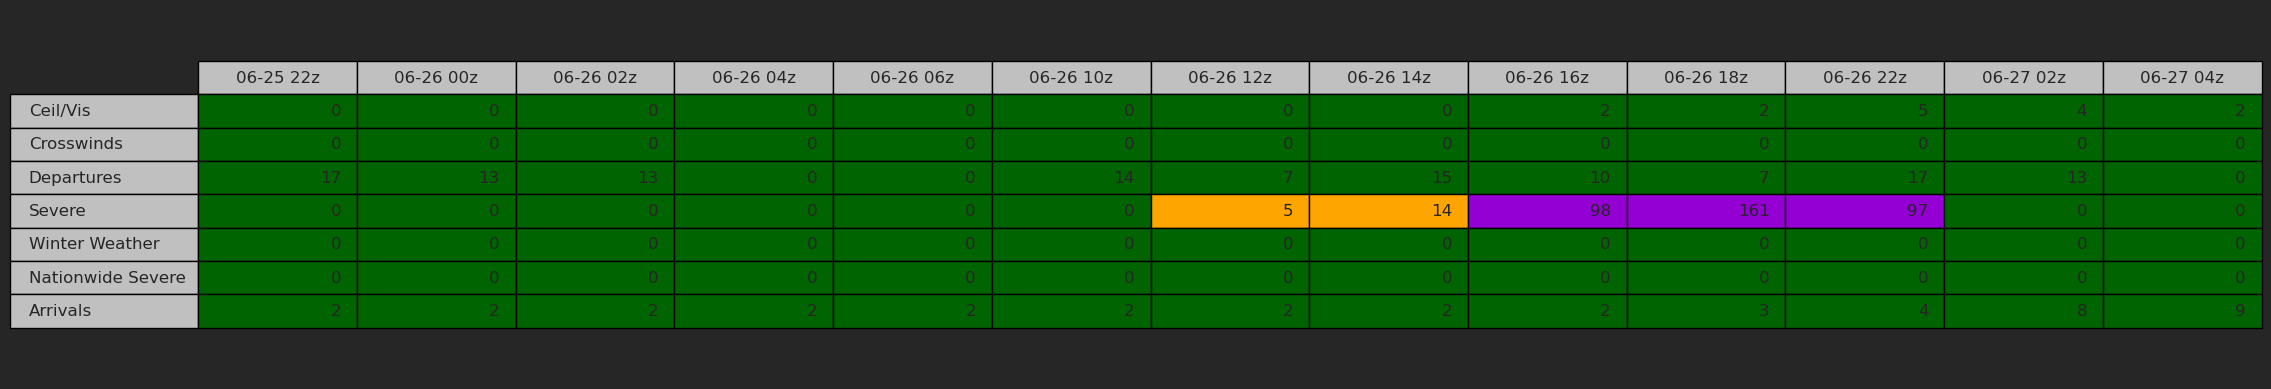 06-25 22z 06-26 00z 06-26 02z 06-26 04z 06-26 06z 06-26 10z 06-26 12z 06-26 14z 06-26 16z 06-26 18z 06-26 22z 06-27 02z 06-27 04z
Ceil/Vis 0 0 0 0 0 0 0 0 2 2 5 4 2
Crosswinds 0 0 0 0 0 0 0 0 0 0 0 0 0
Departures 17 13 13 0 0 14 7 15 10 7 17 13 0
Severe 0 0 0 0 0 0 5 14 98 161 97 0 0
Winter Weather 0 0 0 0 0 0 0 0 0 0 0 0 0
Nationwide Severe 0 0 0 0 0 0 0 0 0 0 0 0 0
Arrivals 2 2 2 2 2 2 2 2 2 3 4 8 9